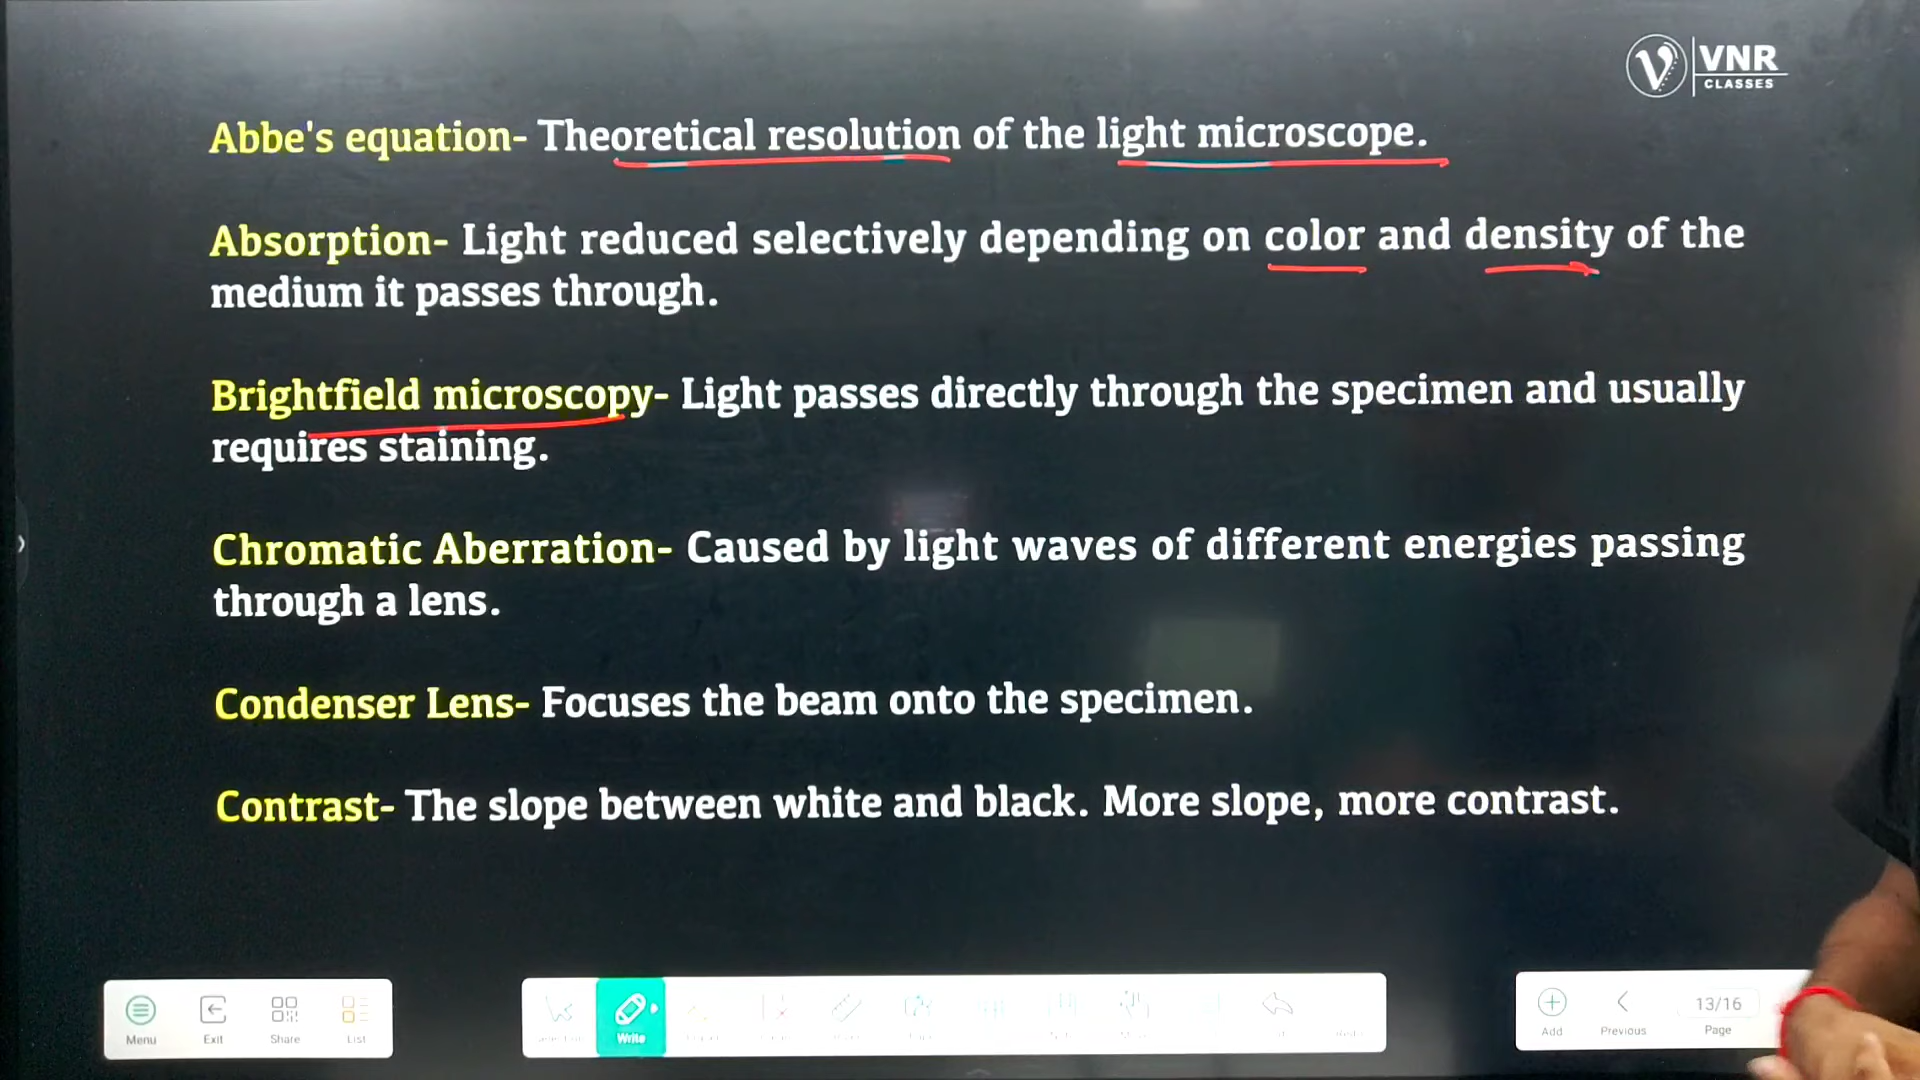 VNR
CLASSES
Abbe's equation- Theoretical resolution of the light microscope.
Absorption- Light reduced selectively depending on color and density of the
medium it passes through.
Brightfield microscopy- Light passes directly through the specimen and usually
requires staining.
Chromatic Aberration- Caused by light waves of different energies passing
through a lens.
Condenser Lens- Focuses the beam onto the specimen.
Contrast- The slope between white and black. More slope, more contrast.
Menu Exit Share List Write Add Previous 13/16 Page